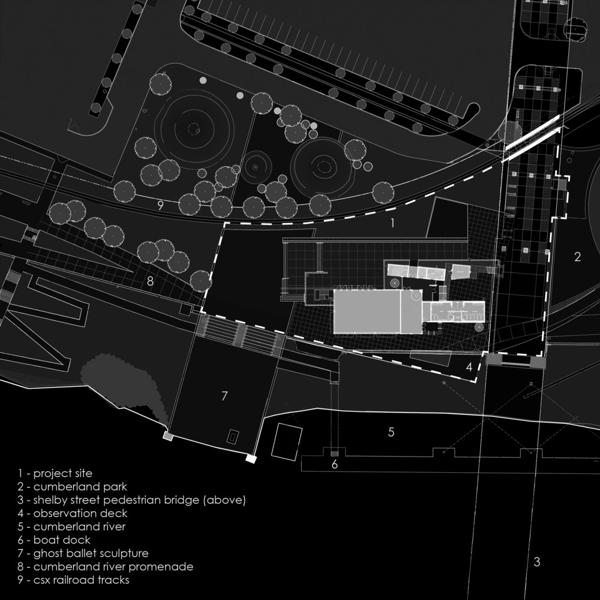 1
2
9
8
4
7
5
6
3
1 - project site
2 - cumberland park
3 - shelby street pedestrian bridge (above)
4 - observation deck
5 - cumberland river
6 - boat dock
7 - ghost ballet sculpture
8 - cumberland river promenade
9 - csx railroad tracks